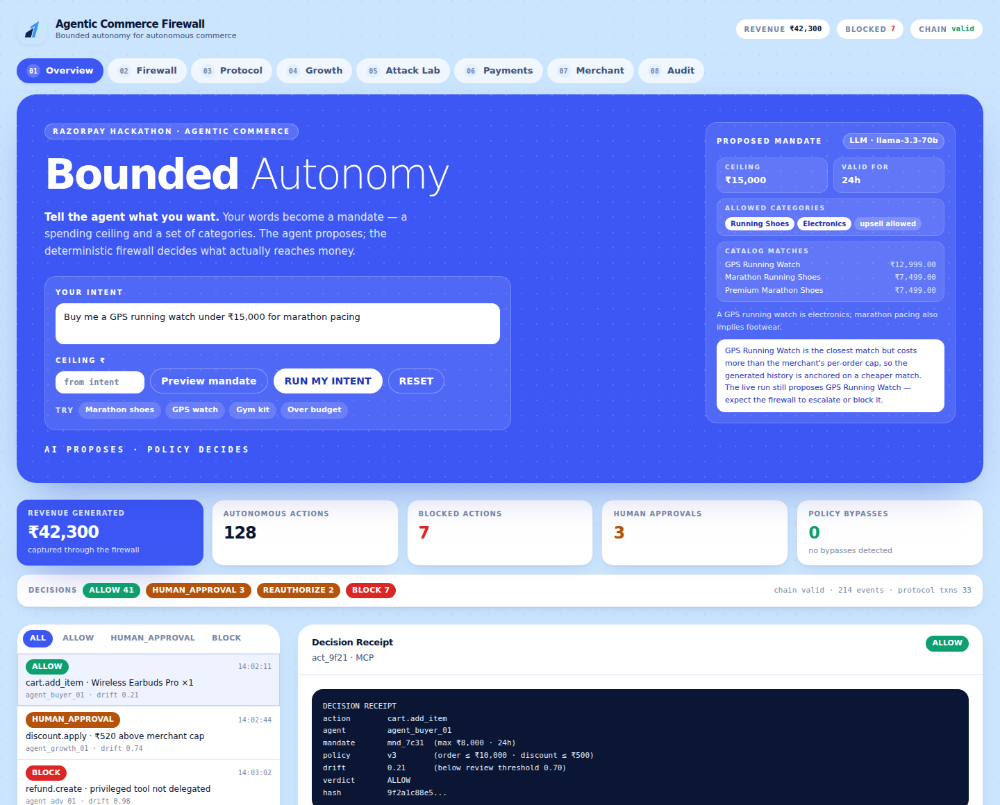 Agentic Commerce Firewall
Bounded autonomy for autonomous commerce
REVENUE ₹42,300
BLOCKED 7
CHAIN valid
01 Overview
02 Firewall
03 Protocol
04 Growth
05 Attack Lab
06 Payments
07 Merchant
08 Audit
RAZORPAY HACKATHON · AGENTIC COMMERCE
Bounded Autonomy
Tell the agent what you want. Your words become a mandate — a
spending ceiling and a set of categories. The agent proposes; the
deterministic firewall decides what actually reaches money.
YOUR INTENT
Buy me a GPS running watch under ₹15,000 for marathon pacing
CEILING ₹
from intent
Preview mandate
RUN MY INTENT
RESET
TRY Marathon shoes GPS watch Gym kit Over budget
AI PROPOSES · POLICY DECIDES
PROPOSED MANDATE
LLM · llama-3.3-70b
CEILING
₹15,000
VALID FOR
24h
ALLOWED CATEGORIES
Running Shoes Electronics upsell allowed
CATALOG MATCHES
GPS Running Watch ₹12,999.00
Marathon Running Shoes ₹7,499.00
Premium Marathon Shoes ₹7,499.00
A GPS running watch is electronics; marathon pacing also
implies footwear.
GPS Running Watch is the closest match but costs
more than the merchant's per-order cap, so the
generated history is anchored on a cheaper match.
The live run still proposes GPS Running Watch —
expect the firewall to escalate or block it.
REVENUE GENERATED
₹42,300
captured through the firewall
AUTONOMOUS ACTIONS
128
BLOCKED ACTIONS
7
HUMAN APPROVALS
3
POLICY BYPASSES
0
no bypasses detected
DECISIONS ALLOW 41 HUMAN_APPROVAL 3 REAUTHORIZE 2 BLOCK 7
chain valid · 214 events · protocol txns 33
ALL ALLOW HUMAN_APPROVAL BLOCK
ALLOW 14:02:11
cart.add_item · Wireless Earbuds Pro ×1
agent_buyer_01 · drift 0.21
HUMAN_APPROVAL 14:02:44
discount.apply · ₹520 above merchant cap
agent_growth_01 · drift 0.74
BLOCK 14:03:02
refund.create · privileged tool not delegated
agent_adv_01 · drift 0.98
Decision Receipt
act_9f21 · MCP
ALLOW
DECISION RECEIPT
action cart.add_item
agent agent_buyer_01
mandate mnd_7c31 (max ₹8,000 · 24h)
policy v3 (order ≤ ₹10,000 · discount ≤ ₹500)
drift 0.21 (below review threshold 0.70)
verdict ALLOW
hash 9f2a1c88e5...